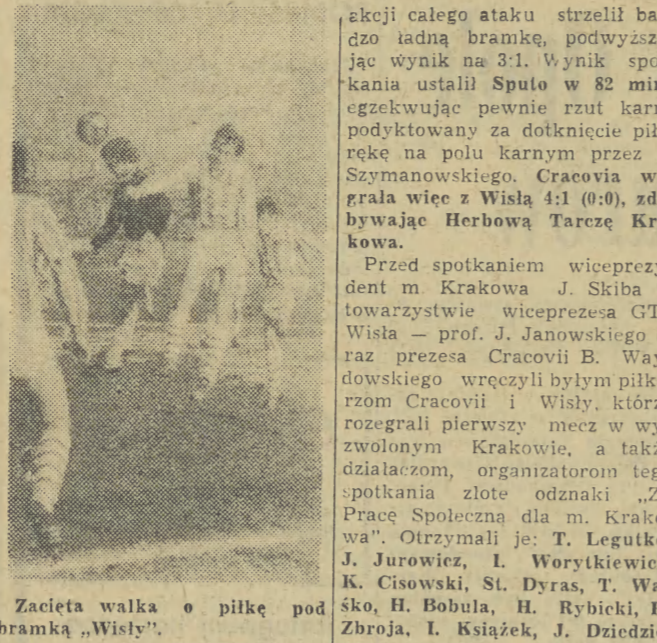 Zacięta walka o piłkę pod
bramką „Wisły”.
akcji całego ataku strzelił ba
dzo ładną bramkę, podwyższ
jąc wynik na 3:1. Wynik spo
kania ustalił Sputo w 82 min
egzekwując pewnie rzut karn
podyktowany za dotknięcie pił
rękę na polu karnym przez
Szymanowskiego. Cracovia w
grała więc z Wisłą 4:1 (0:0), zd
bywając Herbową Tarczę Kr
kowa.
Przed spotkaniem wiceprezy
dent m Krakowa J. Skiba
towarzystwie wiceprezesa GT
Wisła — prof. J. Janowskiego
raz prezesa Cracovii B. Way
dowskiego wręczyli byłym piłk
rzom Cracovii i Wisły, którz
rozegrali pierwszy mecz w wy
zwolonym Krakowie, a takż
działaczom, organizatorom teg
spotkania złote odznaki „Z
Pracę Społeczną dla m. Krako
wa”. Otrzymali je: T. Legutk
J. Jurowicz, I. Worytkiewic
K. Cisowski, St. Dyras, T. Wa
śko, H. Bobula, H. Rybicki,
Zbroja, I. Książek, J. Dziedzi